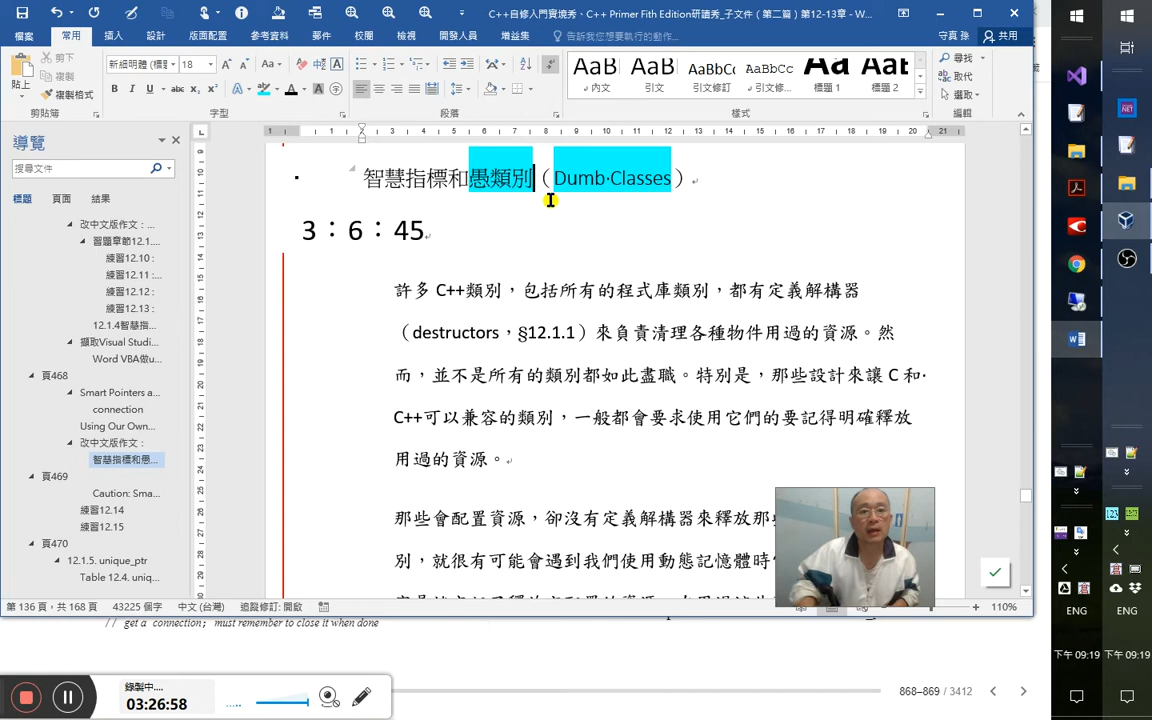 C++自修入門實境秀、C++ Primer Fith Edition研讀秀_子文件（第二篇）第12-13章 - W...
檔案
常用
插入
設計
版面配置
參考資料
郵件
校閱
檢視
開發人員
增益集
告訴我您想要執行的動作...
守真 孫
共用
貼上
剪下
複製
複製格式
剪貼簿
新細明體 (標題
18
字型
段落
AaB
AaB
AaBbCc
AaBbCc
Aa
Aat
內文
引文
引文修訂
引文修...
標題 1
標題 2
樣式
尋找
取代
選取
編輯
導覽
搜尋文件
標題
頁面
結果
改中文版作文：...
習題章節12.1....
練習12.10 :
練習12.11 :...
練習12.12 :
練習12.13 :
12.1.4智慧指...
擷取Visual Studi...
Word VBA做u...
頁468
Smart Pointers a...
connection
Using Our Own...
改中文版作文：
智慧指標和愚...
頁469
Caution: Sma...
練習12.14
練習12.15
頁470
12.1.5. unique_ptr
Table 12.4. uniq...
智慧指標和愚類別（Dumb·Classes）
3：6：45
許多 C++類別，包括所有的程式庫類別，都有定義解構器
（destructors，§12.1.1）來負責清理各種物件用過的資源。然
而，並不是所有的類別都如此盡職。特別是，那些設計來讓 C 和·
C++可以兼容的類別，一般都會要求使用它們的要記得明確釋放
用過的資源。
那些會配置資源，卻沒有定義解構器來釋放那些
別，就很有可能會遇到我們使用動態記憶體時
第 136 頁，共 168 頁
43225 個字
中文 (台灣)
追蹤修訂: 開啟
110%
// get a connection; must remember to close it when done
錄製中....
03:26:58
868–869 / 3412
ENG
ENG
下午 09:19
下午 09:19